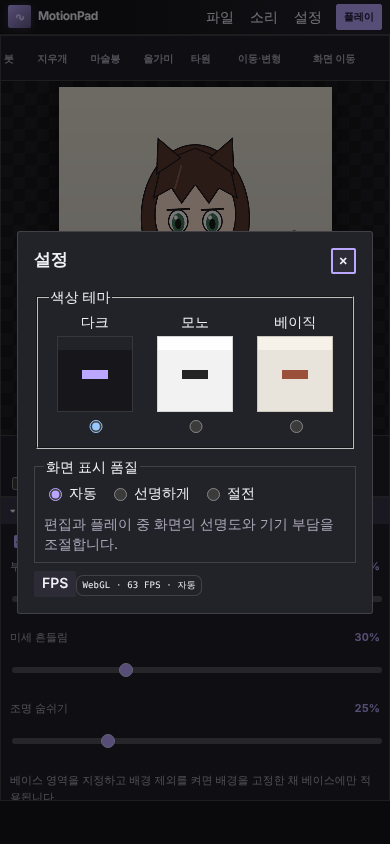 MotionPad 파일 소리 설정 플레이
붓 지우개 마술봉 올가미 타원 이동·변형 화면 이동
설정 ×
색상 테마
다크 모노 베이직
화면 표시 품질
자동 선명하게 절전
편집과 플레이 중 화면의 선명도와 기기 부담을
조절합니다.
FPS WebGL · 63 FPS · 자동
미세 흔들림 30%
조명 숨쉬기 25%
베이스 영역을 지정하고 배경 제외를 켜면 배경을 고정한 채 베이스에만 적
용됩니다